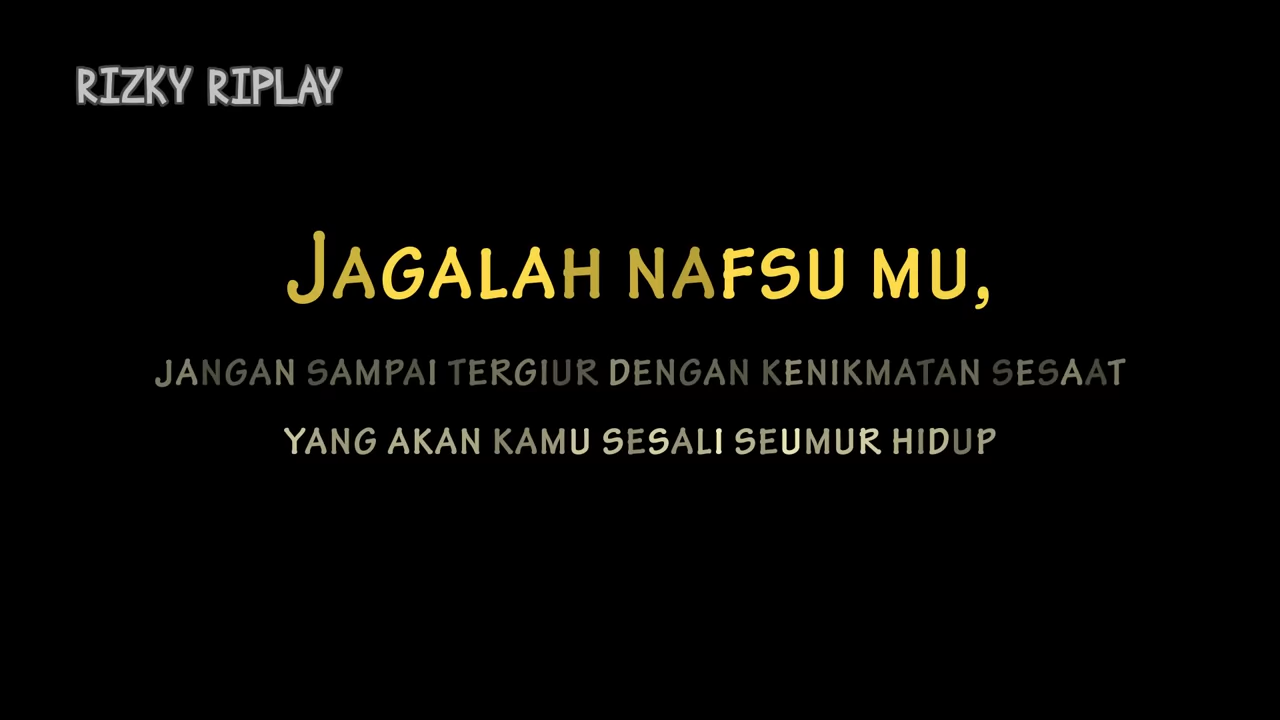 RIZKY RIPLAY
JAGALAH NAFSU MU,
JANGAN SAMPAI TERGIUR DENGAN KENIKMATAN SESAAT
YANG AKAN KAMU SESALI SEUMUR HIDUP